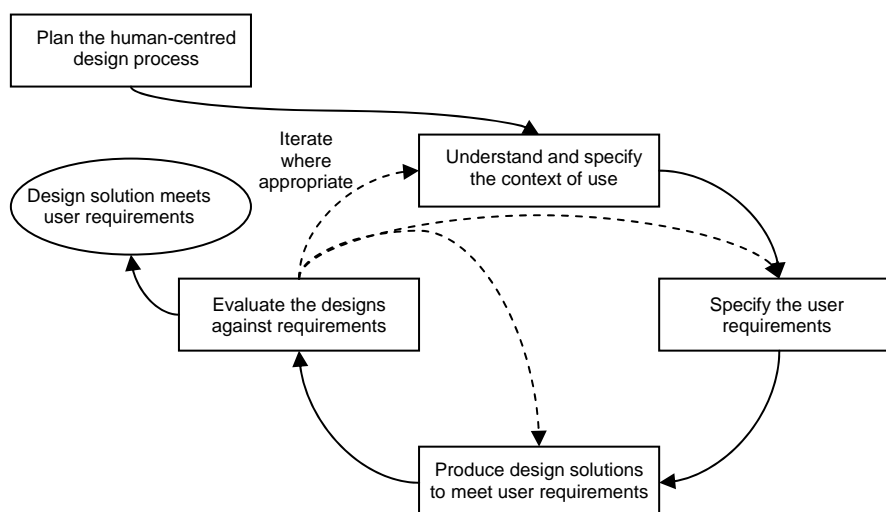 Plan the human-centred
design process
Iterate
where
appropriate
Understand and specify
the context of use
Design solution meets
user requirements
Evaluate the designs
against requirements
Specify the user
requirements
Produce design solutions
to meet user requirements